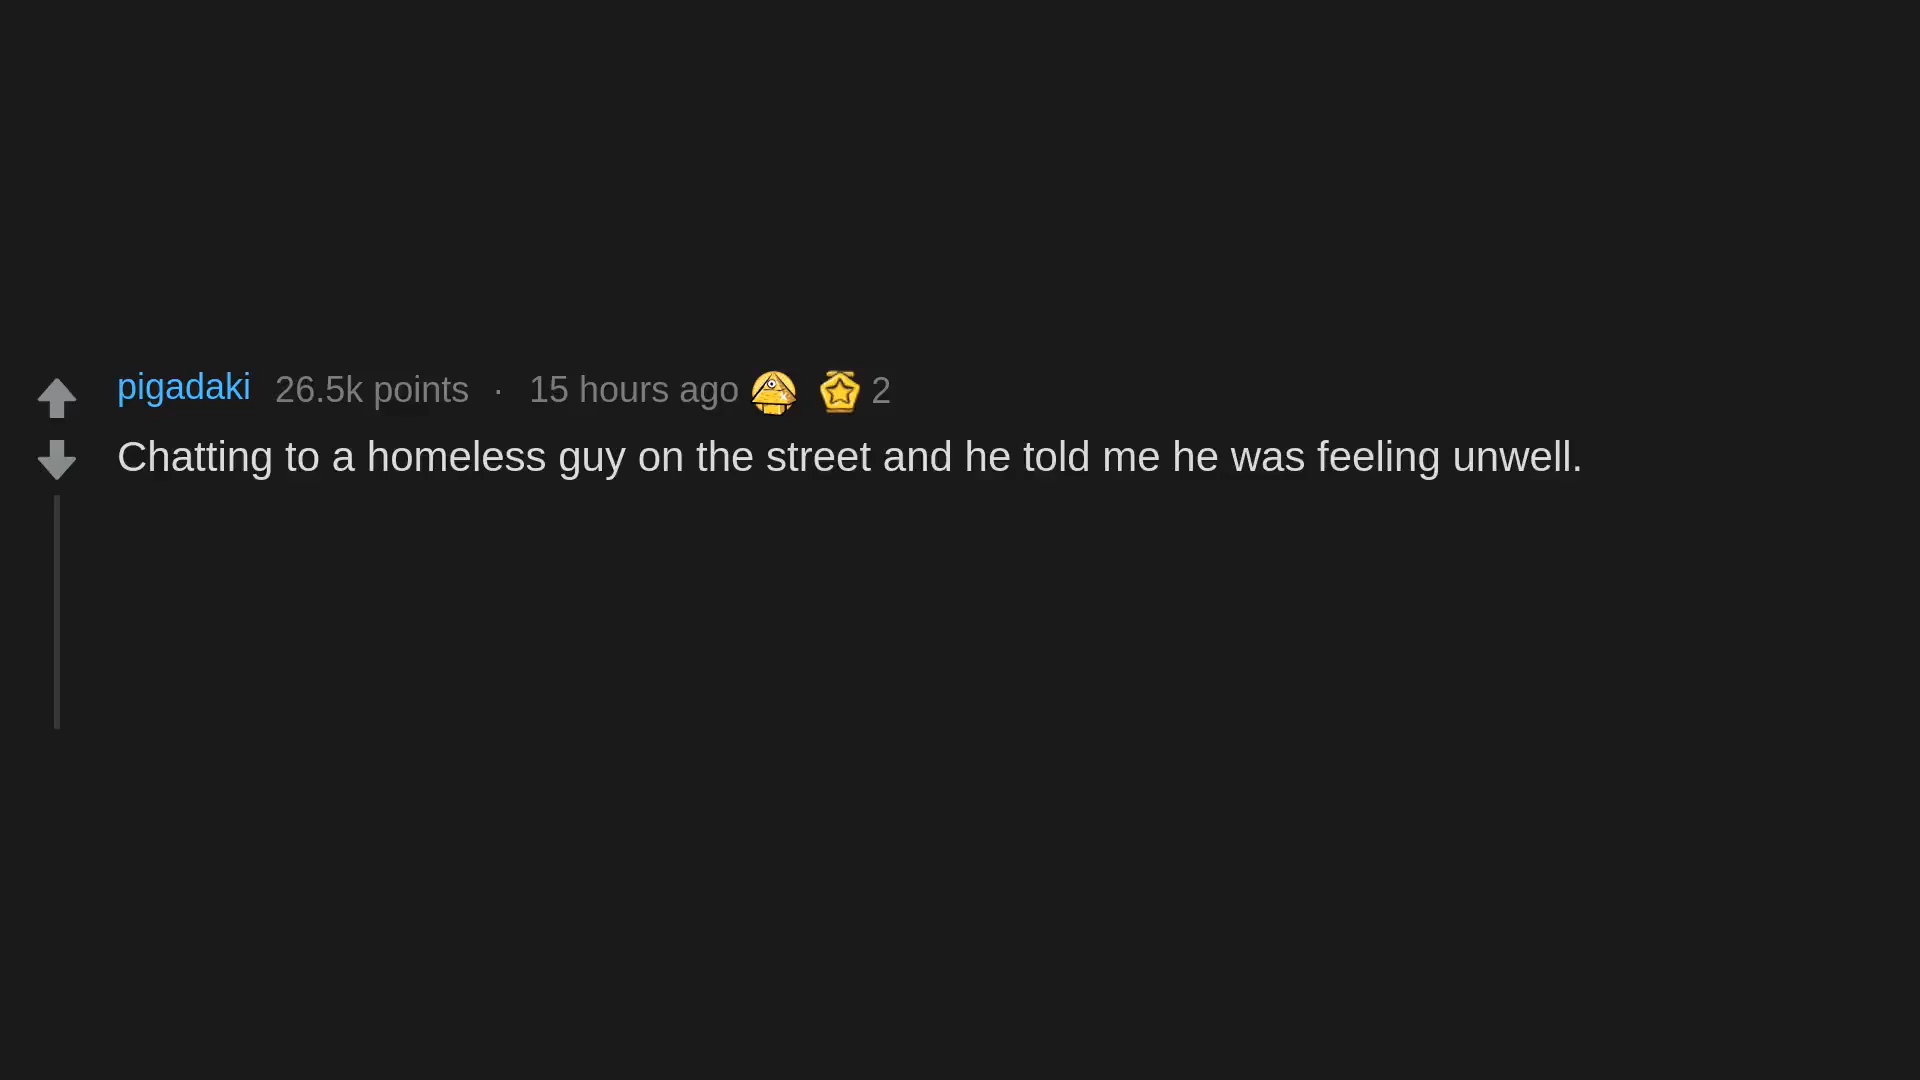 pigadaki 26.5k points · 15 hours ago 2
Chatting to a homeless guy on the street and he told me he was feeling unwell.